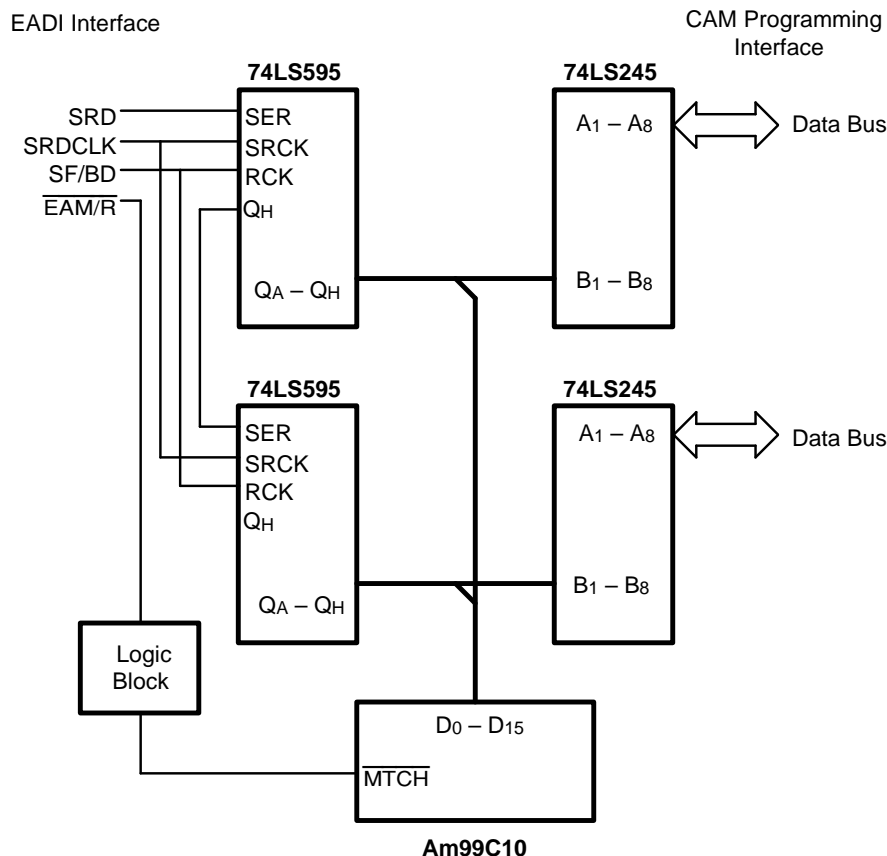 EADI Interface
CAM Programming
Interface
74LS595
74LS245
SRD
SRDCLK
SF/BD
EAM/R
SER
SRCK
RCK
QH
QA – QH
A1 – A8
B1 – B8
Data Bus
74LS595
74LS245
SER
SRCK
RCK
QH
QA – QH
A1 – A8
B1 – B8
Data Bus
Logic
Block
D0 – D15
MTCH
Am99C10